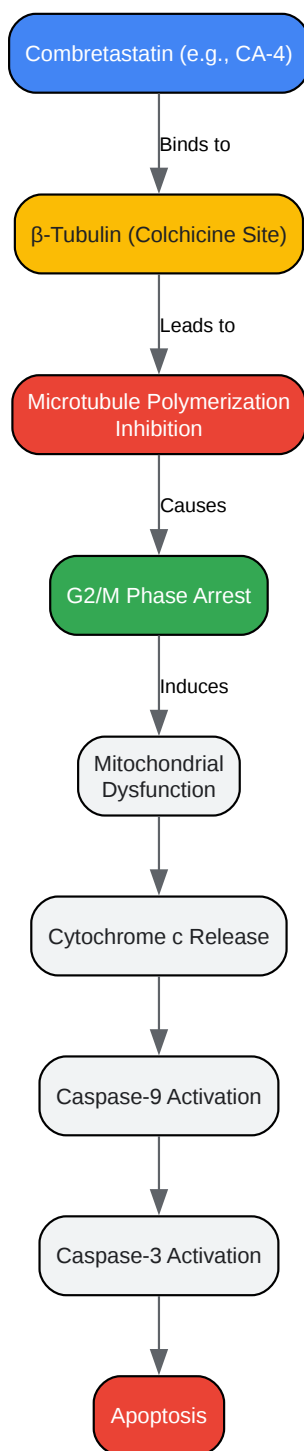 Combretastatin (e.g., CA-4)
Binds to
β-Tubulin (Colchicine Site)
Leads to
Microtubule Polymerization
Inhibition
Causes
G2/M Phase Arrest
Induces
Mitochondrial
Dysfunction
Cytochrome c Release
Caspase-9 Activation
Caspase-3 Activation
Apoptosis